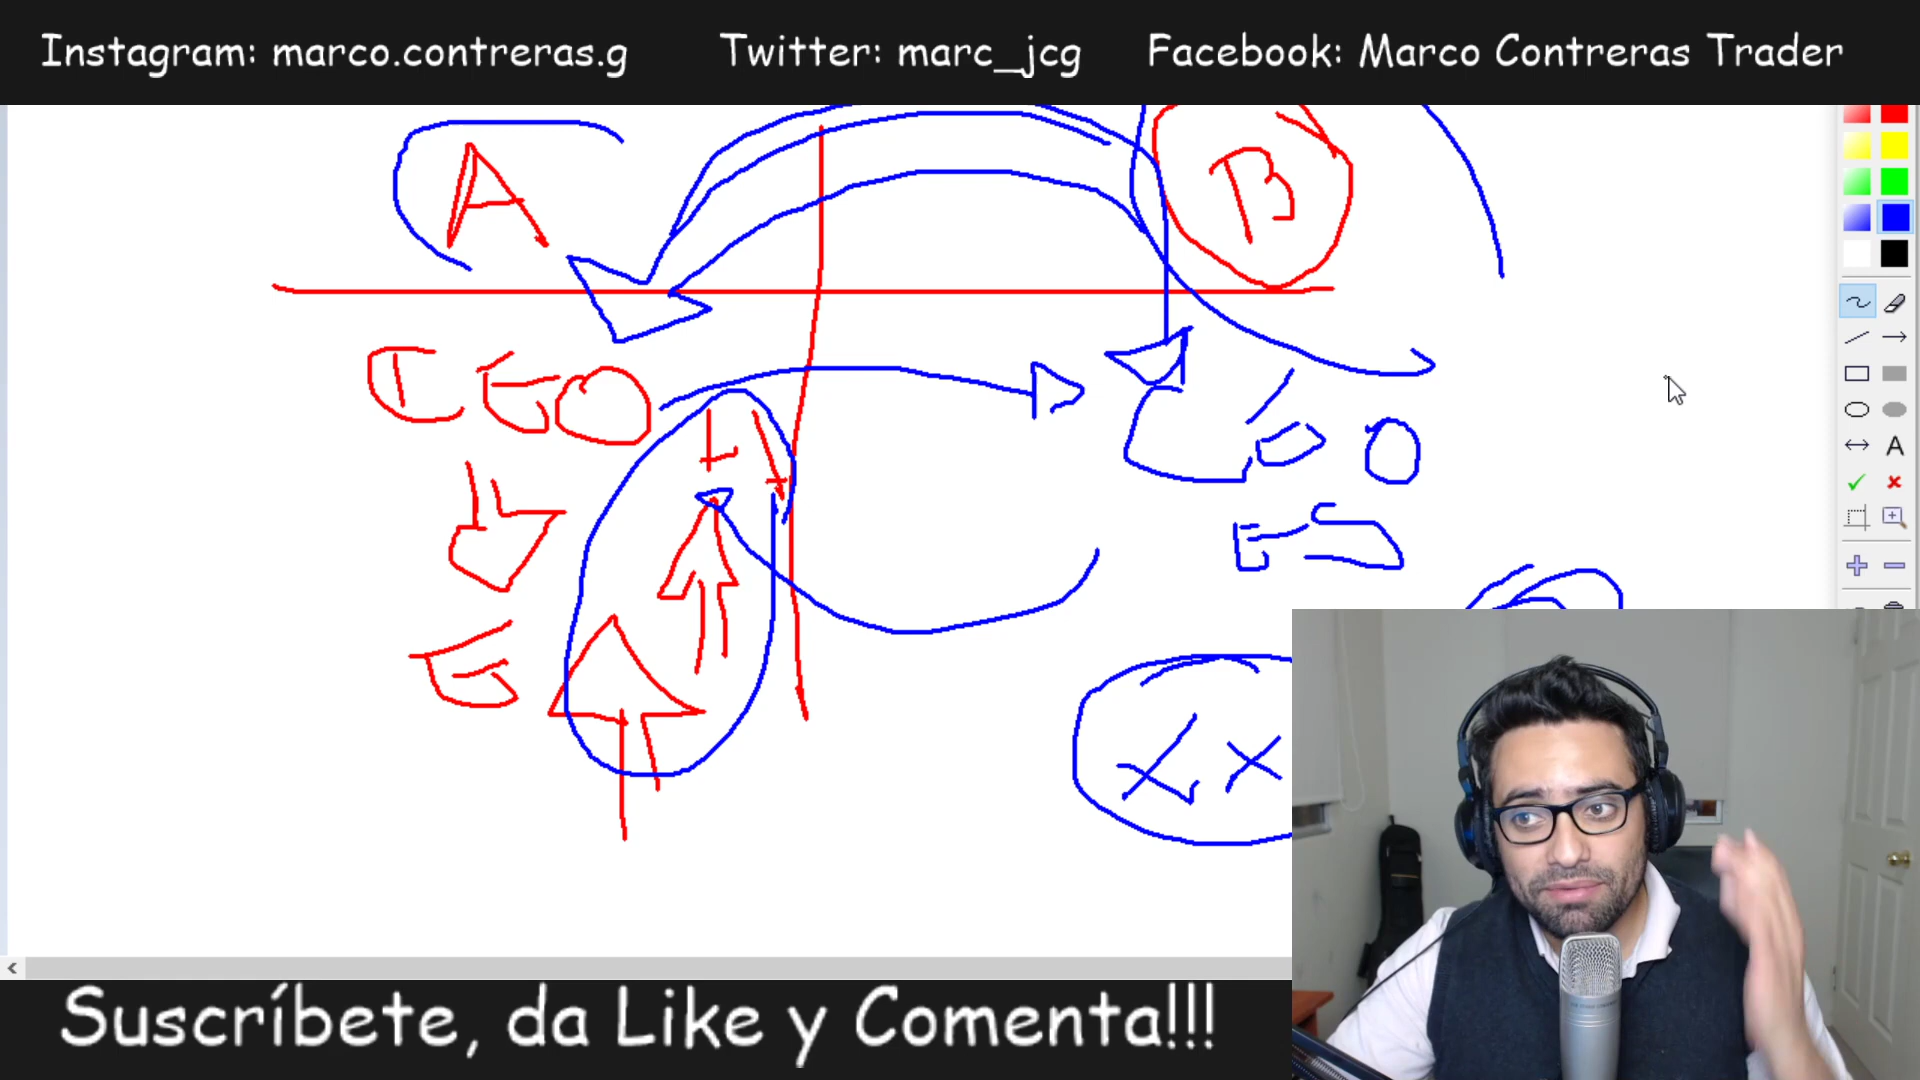 Instagram: marco.contreras.g Twitter: marc_jcg Facebook: Marco Contreras Trader
A B
A
Suscríbete, da Like y Comenta!!!